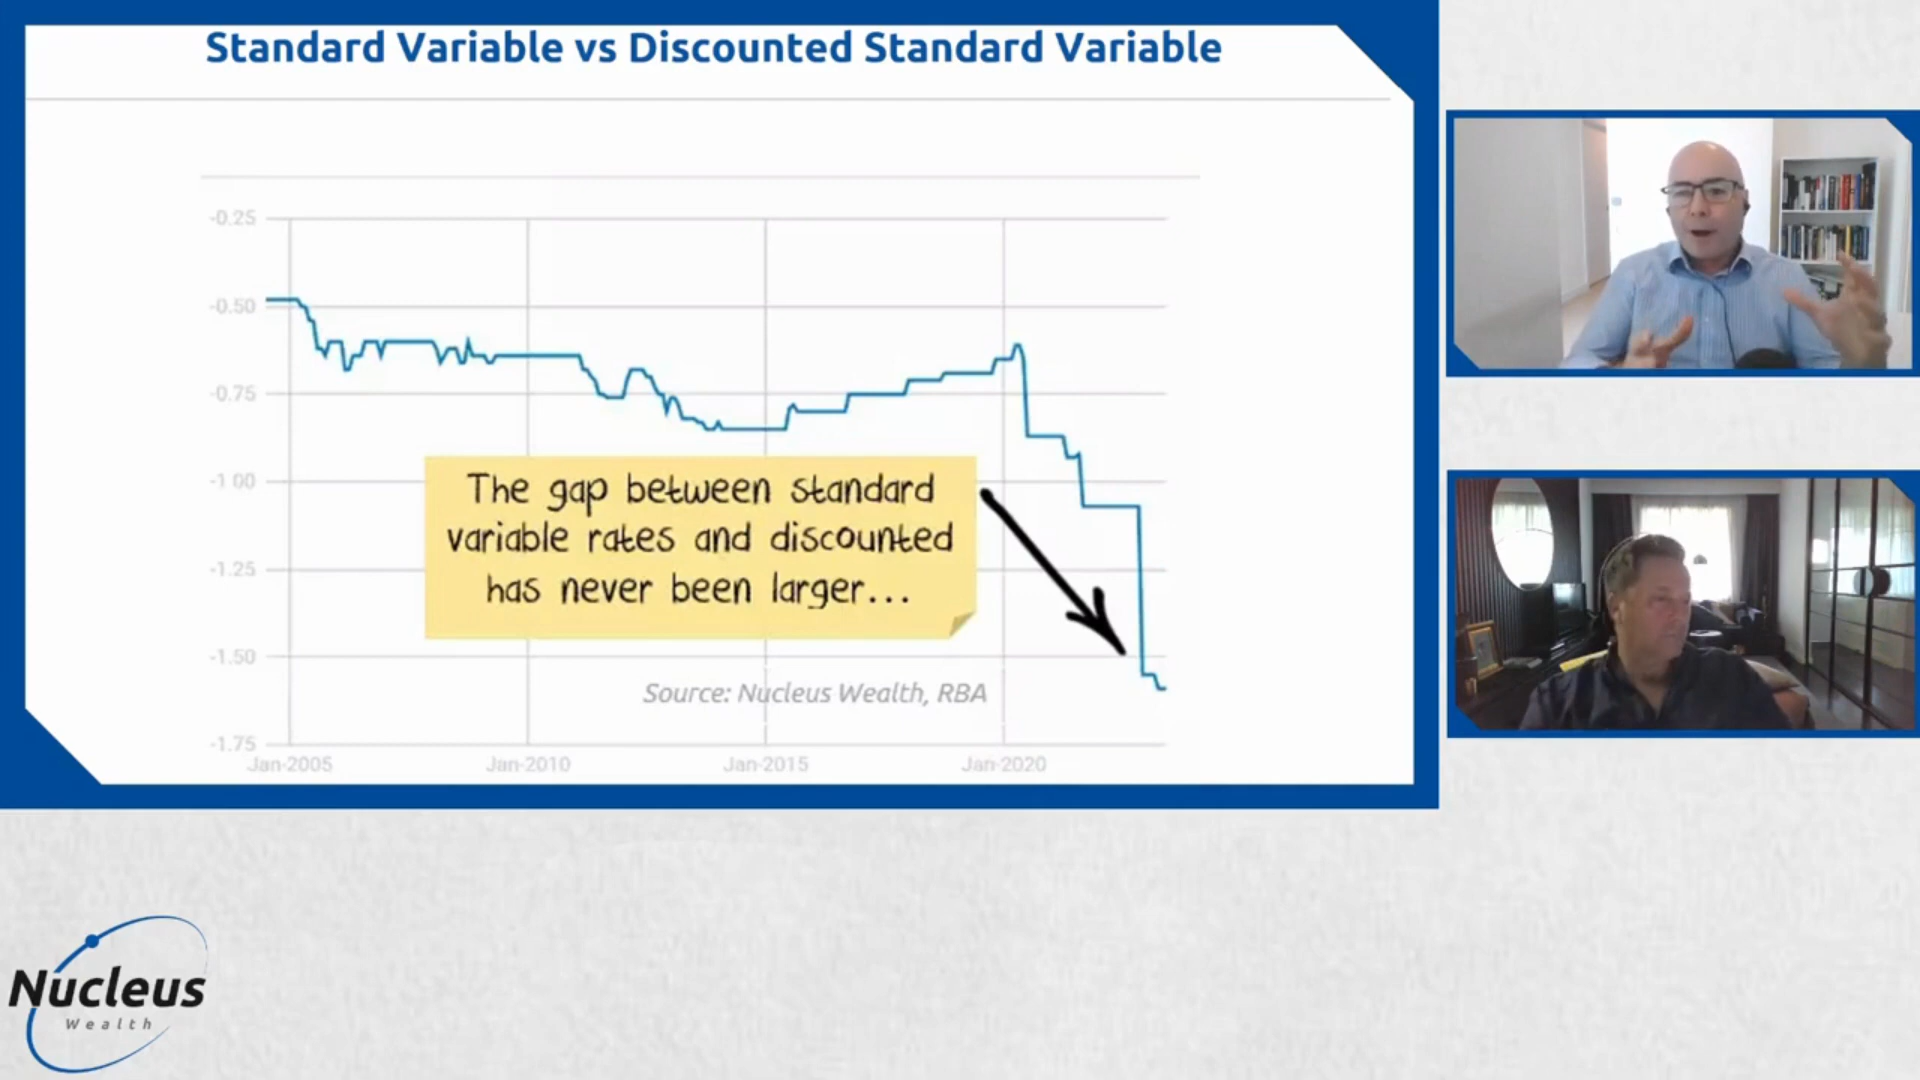 Standard Variable vs Discounted Standard Variable
-0.25
-0.50
-0.75
-1.00
-1.25
-1.50
-1.75
The gap between standard
variable rates and discounted
has never been larger...
Source: Nucleus Wealth, RBA
Jan-2005 Jan-2010 Jan-2015 Jan-2020
Nucleus
Wealth